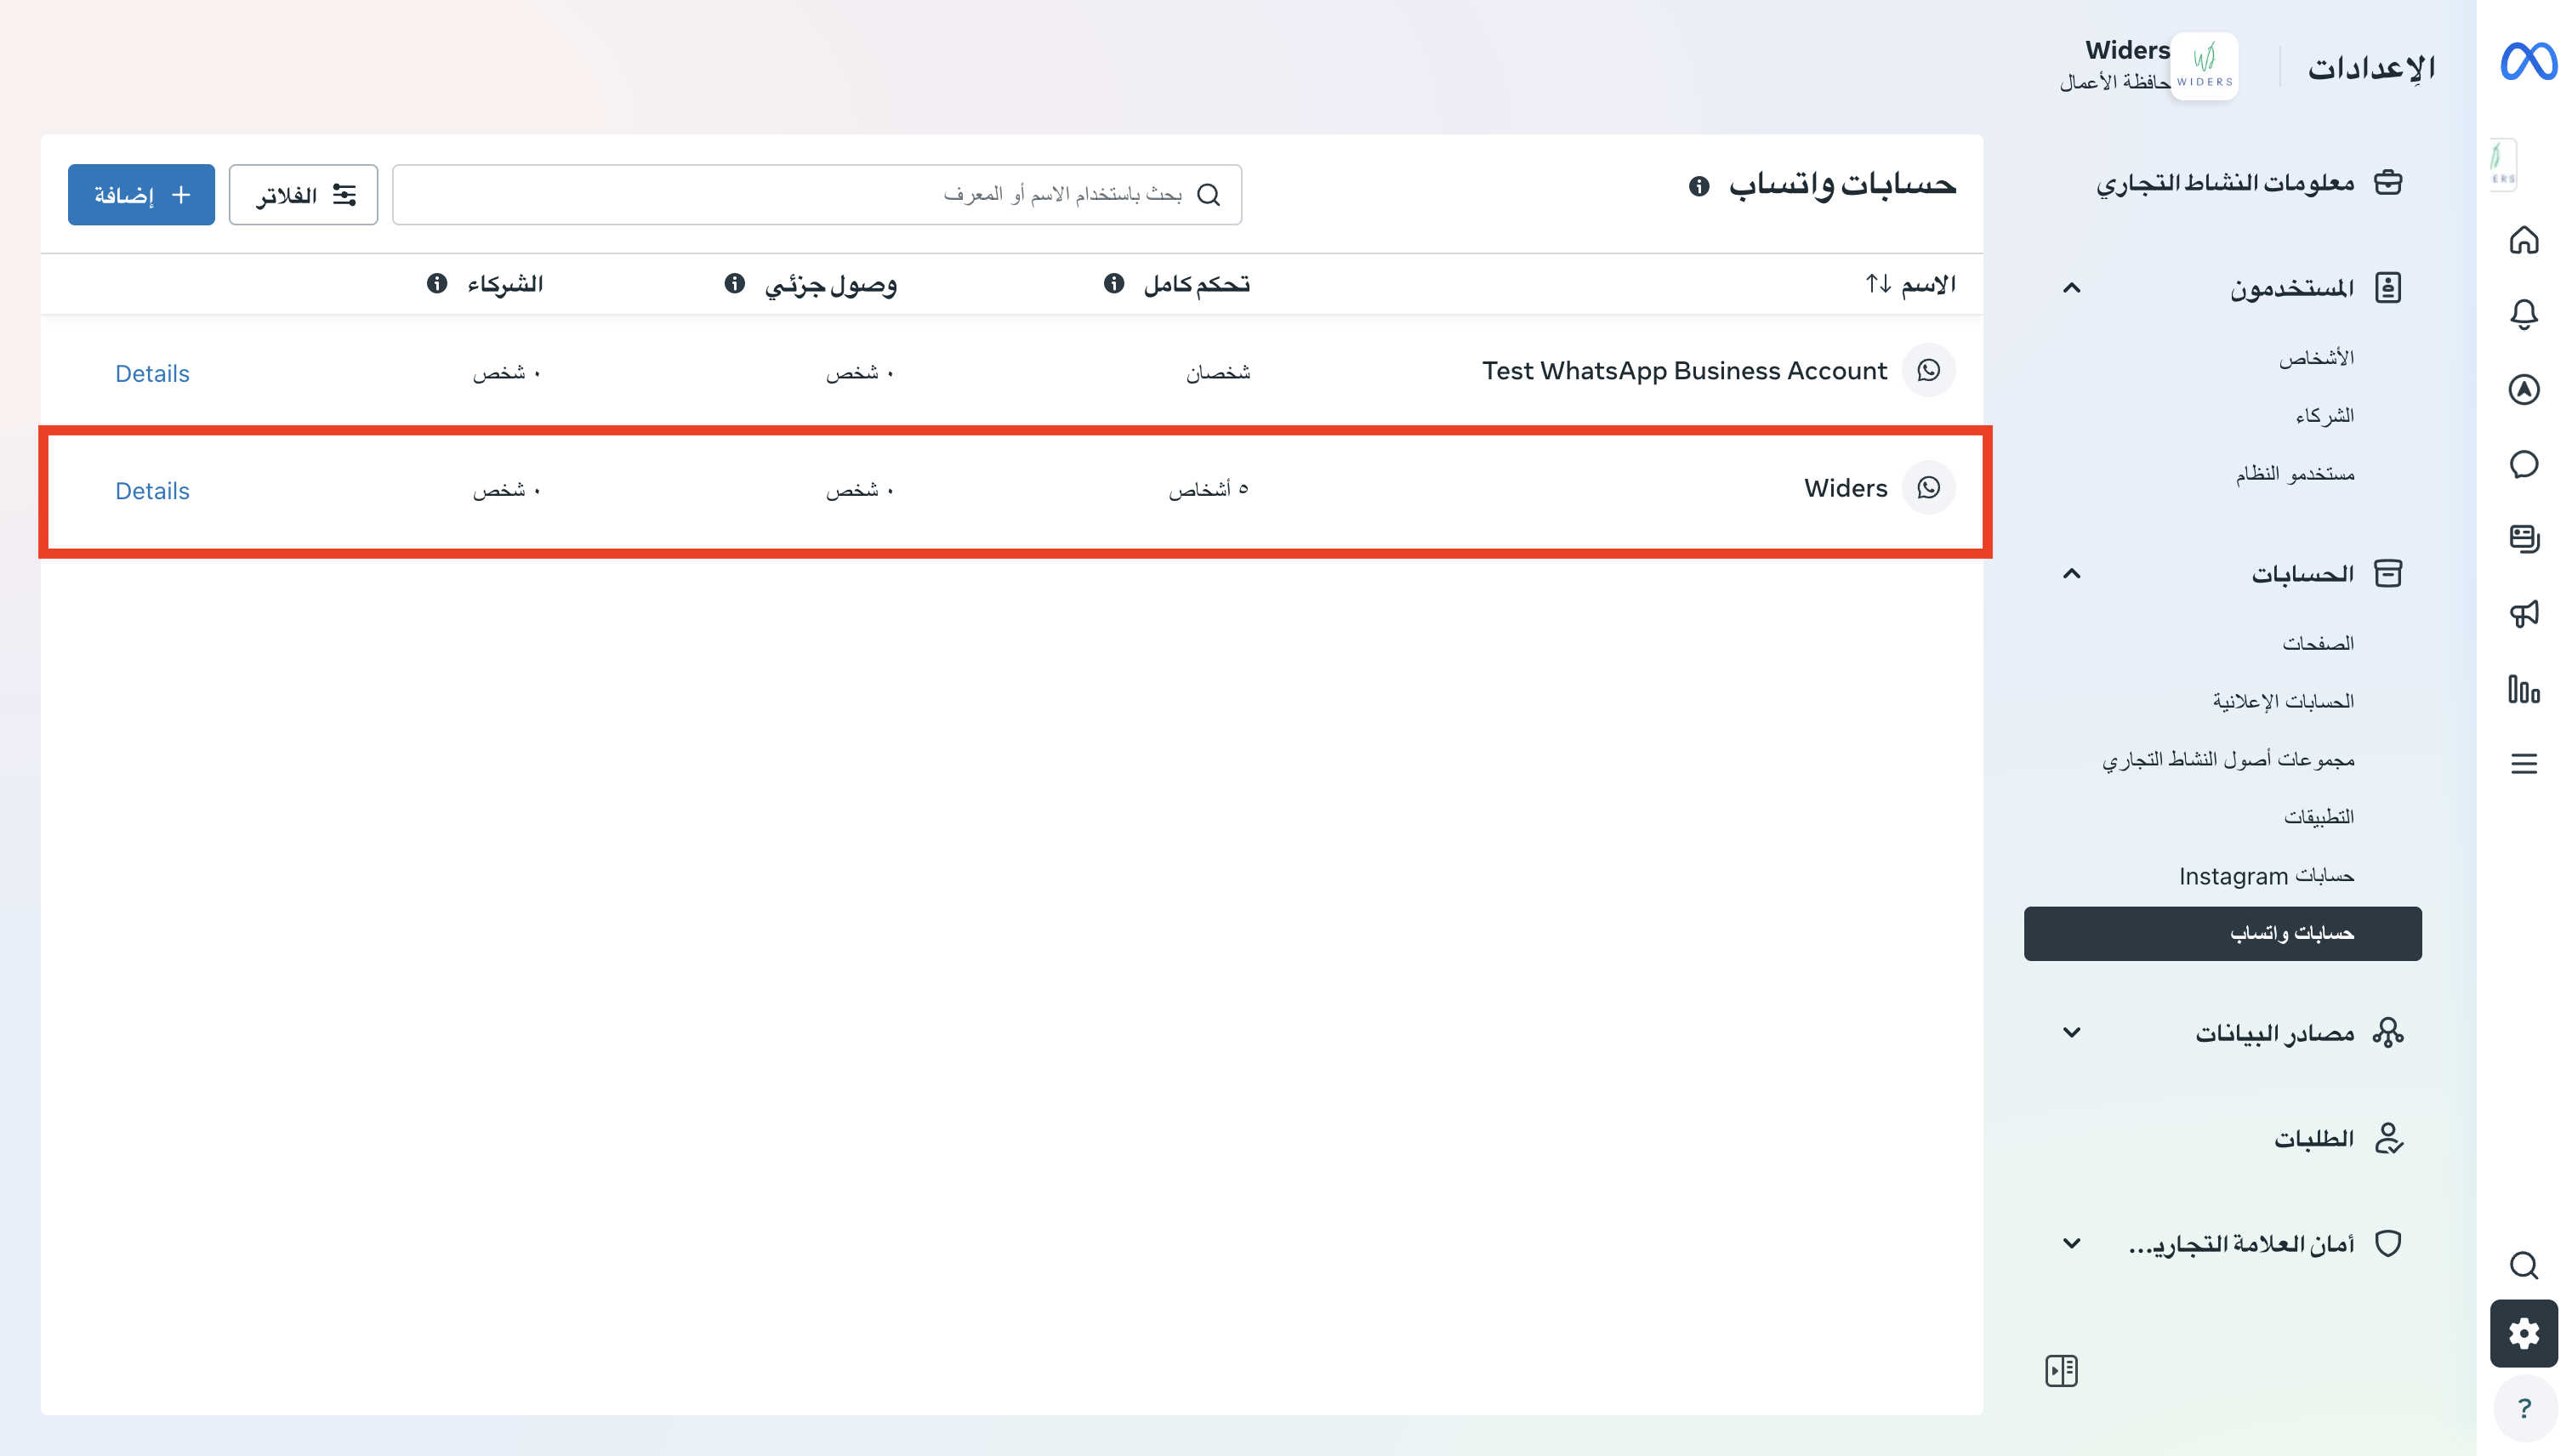 الإعدادات
Widers
حافظة الأعمال
WIDERS
معلومات النشاط التجاري
المستخدمون
الأشخاص
الشركاء
مستخدمو النظام
الحسابات
الصفحات
الحسابات الإعلانية
مجموعات أصول النشاط التجاري
التطبيقات
حسابات Instagram
حسابات واتساب
مصادر البيانات
الطلبات
أمان العلامة التجاريـ...
حسابات واتساب
بحث باستخدام الاسم أو المعرف
الفلاتر
إضافة
الاسم تحكم كامل وصول جزئي الشركاء
Test WhatsApp Business Account شخصان ٠ شخص ٠ شخص Details
Widers ٥ أشخاص ٠ شخص ٠ شخص Details
ERS
?